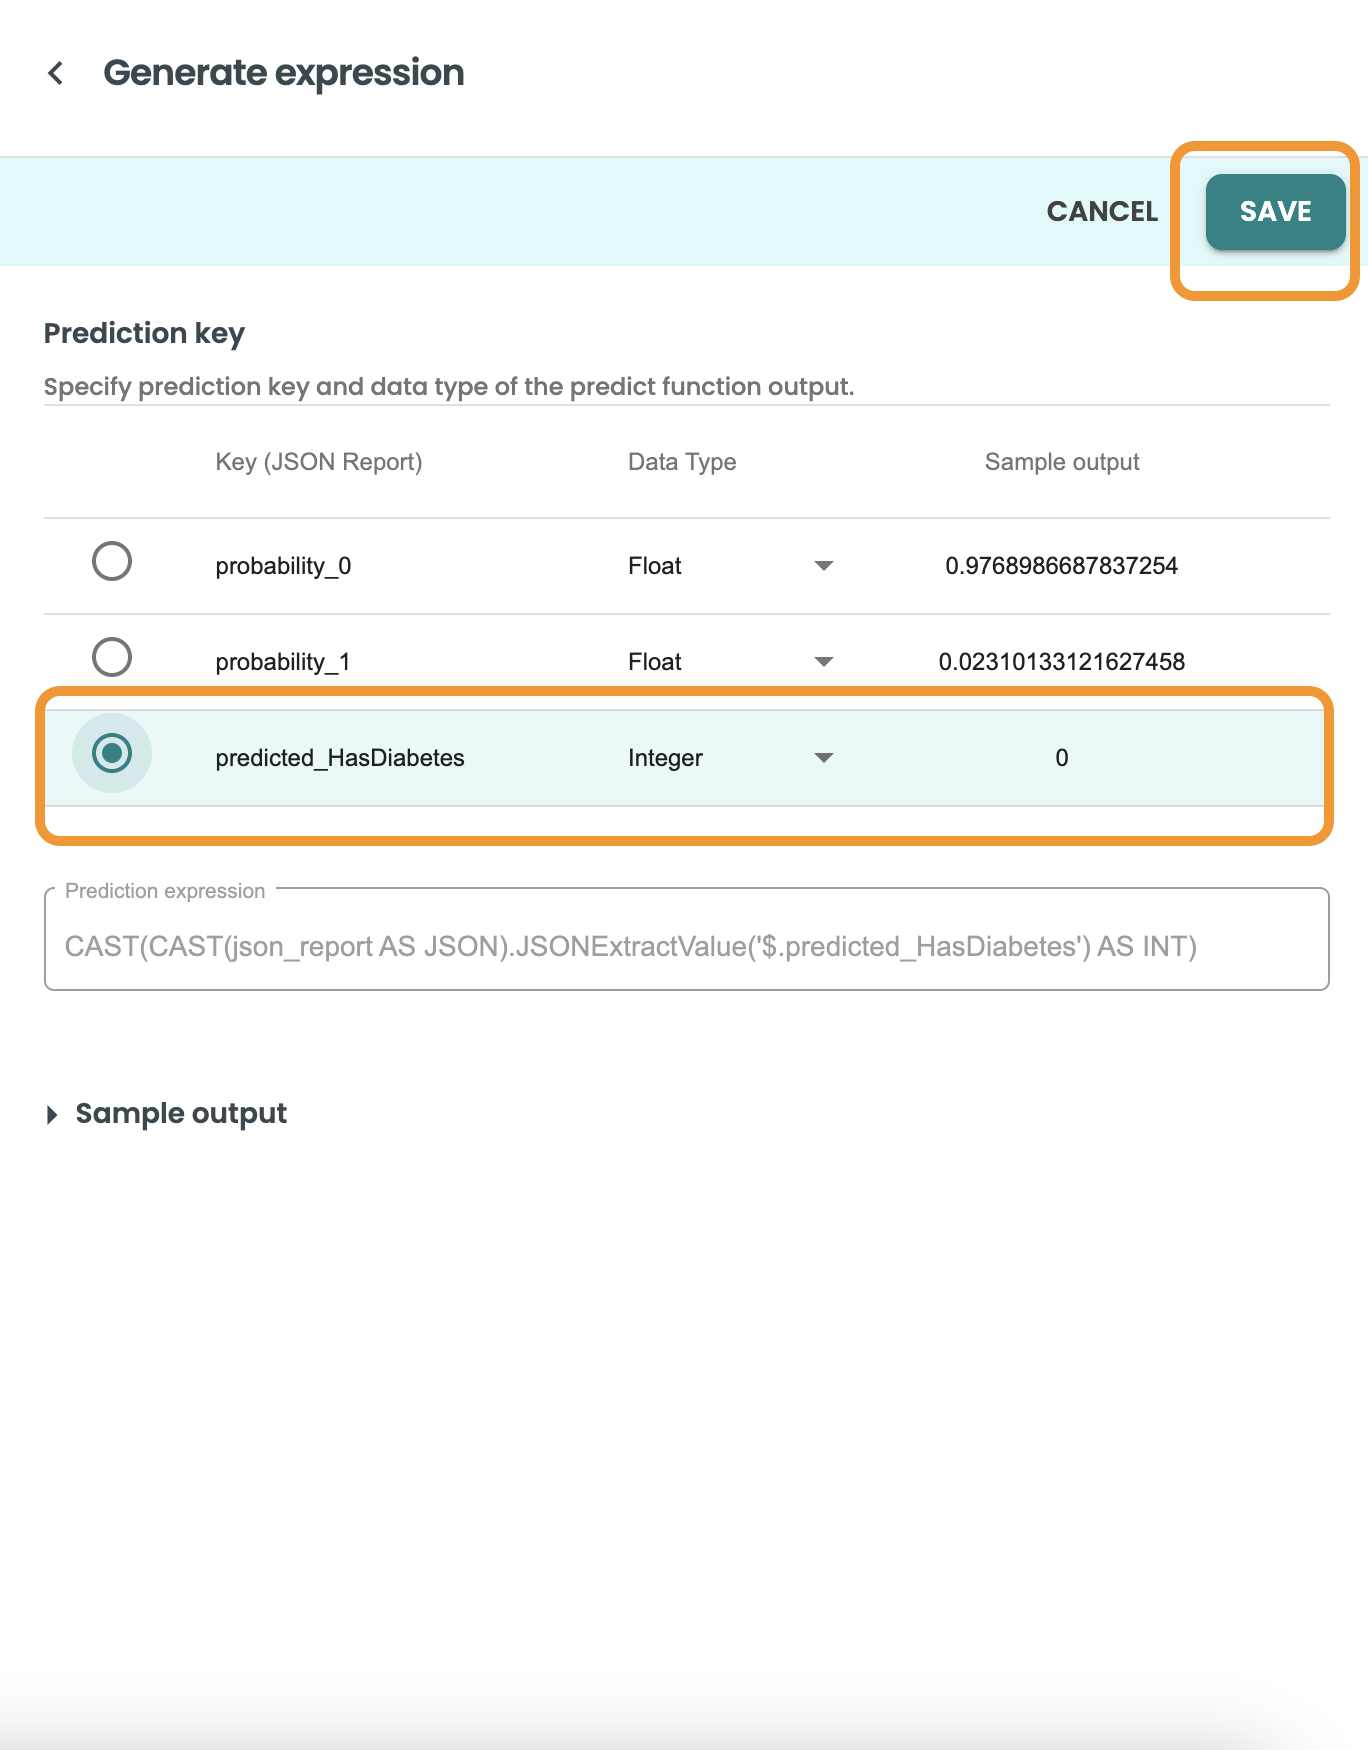 Generate expression
CANCEL SAVE
Prediction key
Specify prediction key and data type of the predict function output.
Key (JSON Report) Data Type Sample output
probability_0 Float 0.9768986687837254
probability_1 Float 0.02310133121627458
predicted_HasDiabetes Integer 0
Prediction expression
CAST(CAST(json_report AS JSON).JSONExtractValue('$.predicted_HasDiabetes') AS INT)
Sample output